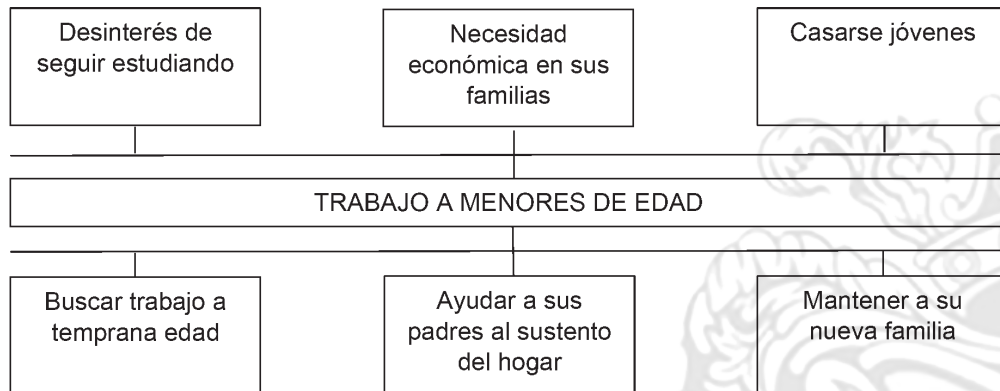 Desinterés de
seguir estudiando
Necesidad
económica en sus
familias
Casarse jóvenes
TRABAJO A MENORES DE EDAD
Buscar trabajo a
temprana edad
Ayudar a sus
padres al sustento
del hogar
Mantener a su
nueva familia